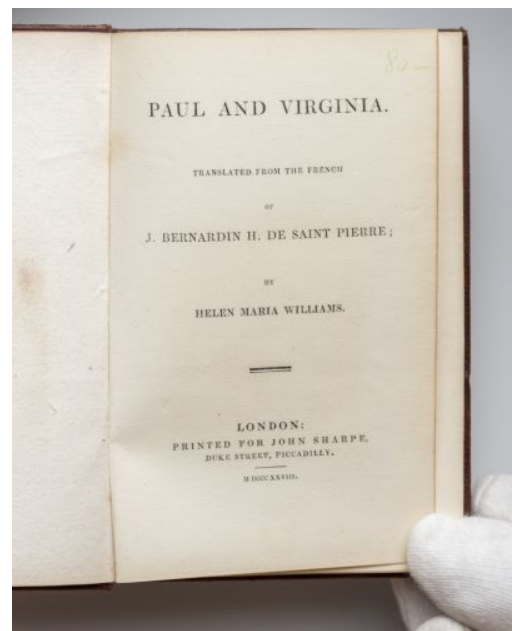 80—
PAUL AND VIRGINIA.
TRANSLATED FROM THE FRENCH
OF
J. BERNARDIN H. DE SAINT PIERRE;
BY
HELEN MARIA WILLIAMS.
LONDON:
PRINTED FOR JOHN SHARPE,
DUKE STREET, PICCADILLY.
M DCCC XXVIII.